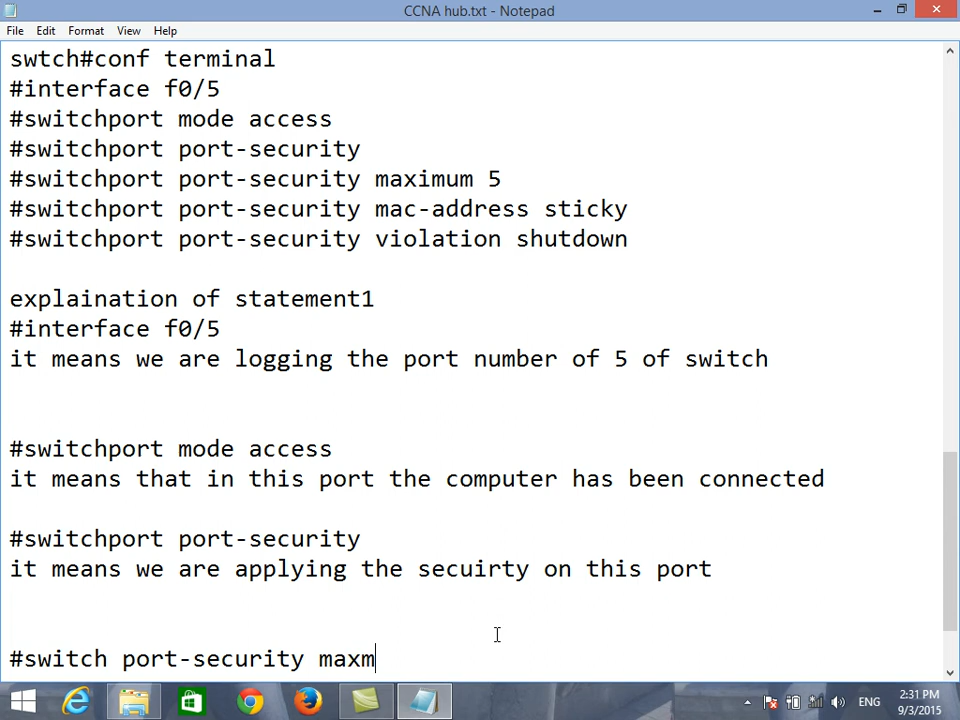 CCNA hub.txt - Notepad
File Edit Format View Help
swtch#conf terminal
#interface f0/5
#switchport mode access
#switchport port-security
#switchport port-security maximum 5
#switchport port-security mac-address sticky
#switchport port-security violation shutdown
explaination of statement1
#interface f0/5
it means we are logging the port number of 5 of switch
#switchport mode access
it means that in this port the computer has been connected
#switchport port-security
it means we are applying the secuirty on this port
#switch port-security maxm
ENG
2:31 PM
9/3/2015